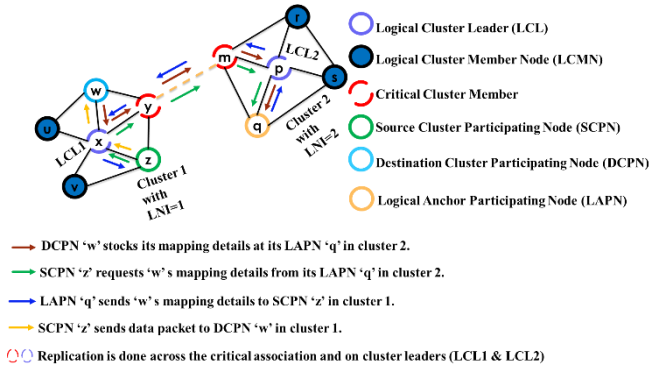 r
LCL2
m
p
s
w
y
q
u
x
LCL1
z
v
Cluster 2
with
LNI=2
Cluster 1
with
LNI=1
Logical Cluster Leader (LCL)
Logical Cluster Member Node (LCMN)
Critical Cluster Member
Source Cluster Participating Node (SCPN)
Destination Cluster Participating Node (DCPN)
Logical Anchor Participating Node (LAPN)
DCPN ‘w’ stocks its mapping details at its LAPN ‘q’ in cluster 2.
SCPN ‘z’ requests ‘w’s mapping details from its LAPN ‘q’ in cluster 2.
LAPN ‘q’ sends ‘w’s mapping details to SCPN ‘z’ in cluster 1.
SCPN ‘z’ sends data packet to DCPN ‘w’ in cluster 1.
Replication is done across the critical association and on cluster leaders (LCL1 & LCL2)